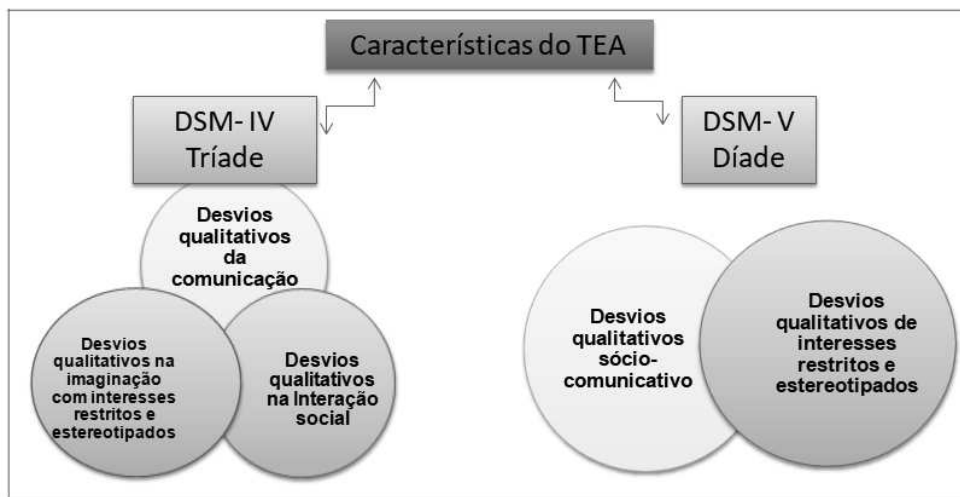 Característícas do TEA
DSM- IV
Tríade
DSM- V
Díade
Desvios
qualitativos
da
comunicação
Desvios
qualitativos na
imaginação
com interesses
restritos e
estereotipados
Desvios
qualitativos
na Interação
social
Desvios
qualitativos
sócio-
comunicativo
Desvios
qualitativos de
interesses
restritos e
estereotipados